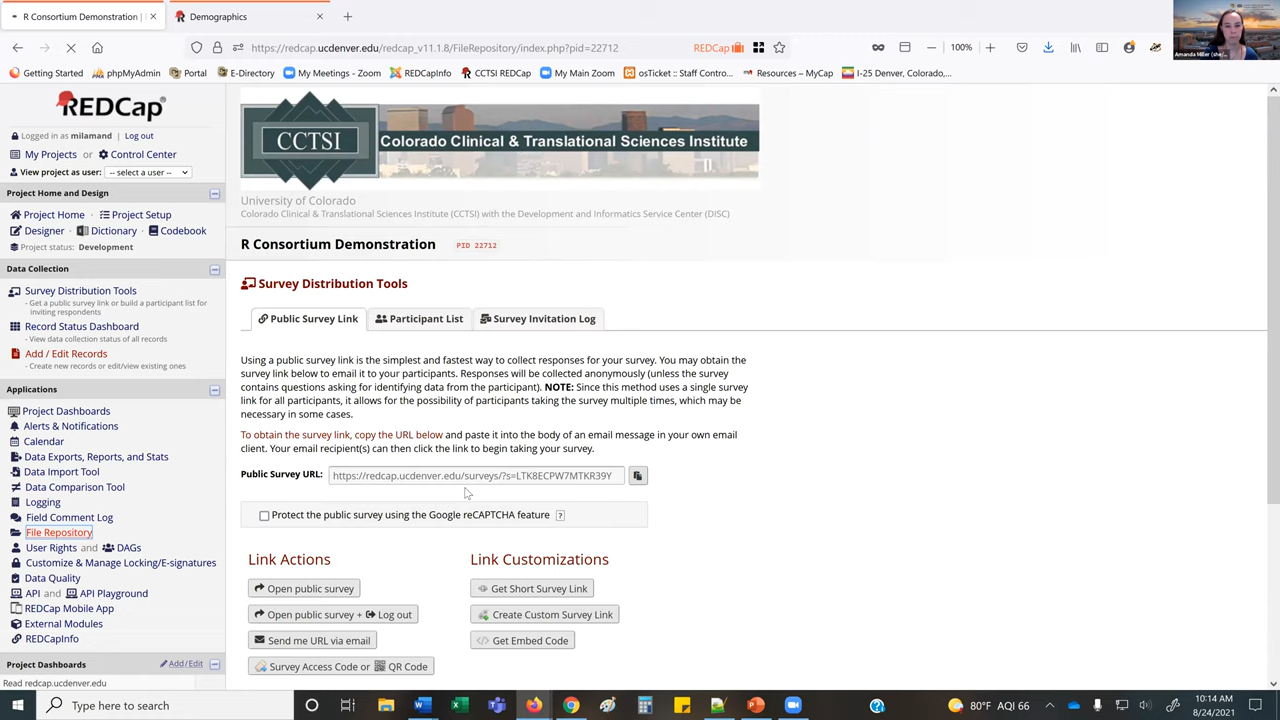 R Consortium Demonstration |
Demographics
https://redcap.ucdenver.edu/redcap_v11.1.8/FileRepository/index.php?pid=22712
REDCap
100%
Getting Started
phpMyAdmin
Portal
E-Directory
My Meetings - Zoom
REDCapInfo
CCTSI REDCap
My Main Zoom
osTicket :: Staff Contro...
Resources – MyCap
I-25 Denver, Colorado,...
REDCap
Logged in as milamand | Log out
My Projects or Control Center
View project as user: -- select a user --
Project Home and Design
Project Home · Project Setup
Designer · Dictionary · Codebook
Project status: Development
Data Collection
Survey Distribution Tools
- Get a public survey link or build a participant list for
inviting respondents
Record Status Dashboard
- View data collection status of all records
Add / Edit Records
- Create new records or edit/view existing ones
Applications
Project Dashboards
Alerts & Notifications
Calendar
Data Exports, Reports, and Stats
Data Import Tool
Data Comparison Tool
Logging
Field Comment Log
File Repository
User Rights and DAGs
Customize & Manage Locking/E-signatures
Data Quality
API and API Playground
REDCap Mobile App
External Modules
REDCapInfo
Project Dashboards Add/Edit
Read redcap.ucdenver.edu
CCTSI
Colorado Clinical & Translational Sciences Institute
University of Colorado
Colorado Clinical & Translational Sciences Institute (CCTSI) with the Development and Informatics Service Center (DISC)
R Consortium Demonstration PID 22712
Survey Distribution Tools
Public Survey Link
Participant List
Survey Invitation Log
Using a public survey link is the simplest and fastest way to collect responses for your survey. You may obtain the
survey link below to email it to your participants. Responses will be collected anonymously (unless the survey
contains questions asking for identifying data from the participant). NOTE: Since this method uses a single survey
link for all participants, it allows for the possibility of participants taking the survey multiple times, which may be
necessary in some cases.
To obtain the survey link, copy the URL below and paste it into the body of an email message in your own email
client. Your email recipient(s) can then click the link to begin taking your survey.
Public Survey URL: https://redcap.ucdenver.edu/surveys/?s=LTK8ECPW7MTKR39Y
Protect the public survey using the Google reCAPTCHA feature ?
Link Actions
Open public survey
Open public survey + Log out
Send me URL via email
Survey Access Code or QR Code
Link Customizations
Get Short Survey Link
Create Custom Survey Link
Get Embed Code
Type here to search
80°F AQI 66
10:14 AM
8/24/2021